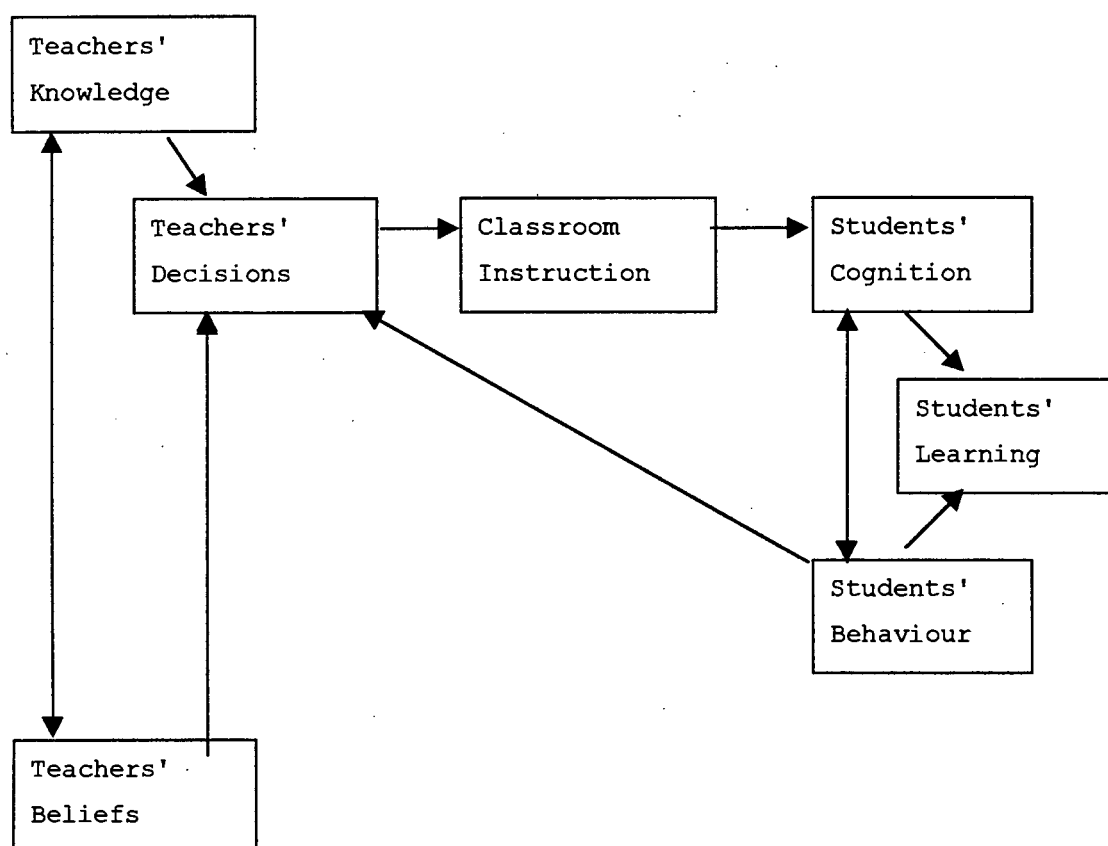 Teachers'
Knowledge
Teachers'
Decisions
Classroom
Instruction
Students'
Cognition
Students'
Learning
Students'
Behaviour
Teachers'
Beliefs